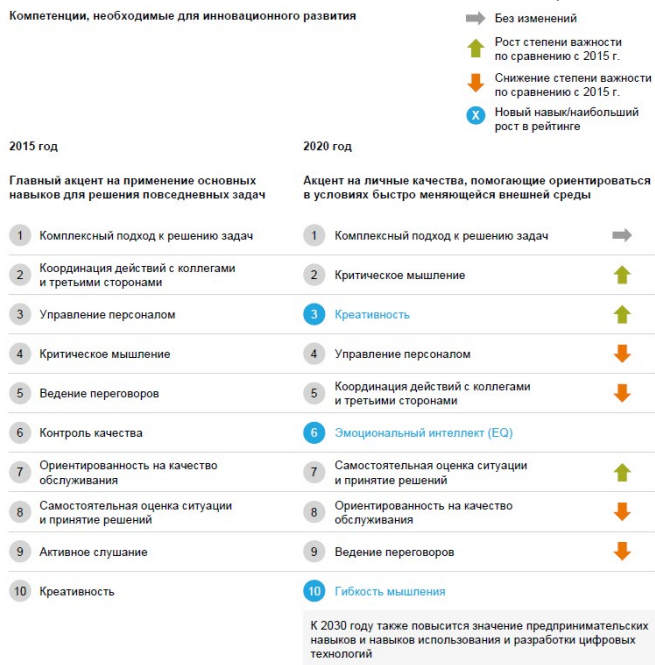 Компетенции, необходимые для инновационного развития
Без изменений
Рост степени важности
по сравнению с 2015 г.
Снижение степени важности
по сравнению с 2015 г.
X Новый навык/наибольший
рост в рейтинге
2015 год
Главный акцент на применение основных
навыков для решения повседневных задач
1 Комплексный подход к решению задач
2 Координация действий с коллегами
и третьими сторонами
3 Управление персоналом
4 Критическое мышление
5 Ведение переговоров
6 Контроль качества
7 Ориентированность на качество
обслуживания
8 Самостоятельная оценка ситуации
и принятие решений
9 Активное слушание
10 Креативность
2020 год
Акцент на личные качества, помогающие ориентироваться
в условиях быстро меняющейся внешней среды
1 Комплексный подход к решению задач
2 Критическое мышление
3 Креативность
4 Управление персоналом
5 Координация действий с коллегами
и третьими сторонами
6 Эмоциональный интеллект (EQ)
7 Самостоятельная оценка ситуации
и принятие решений
8 Ориентированность на качество
обслуживания
9 Ведение переговоров
10 Гибкость мышления
К 2030 году также повысится значение предпринимательских
навыков и навыков использования и разработки цифровых
технологий